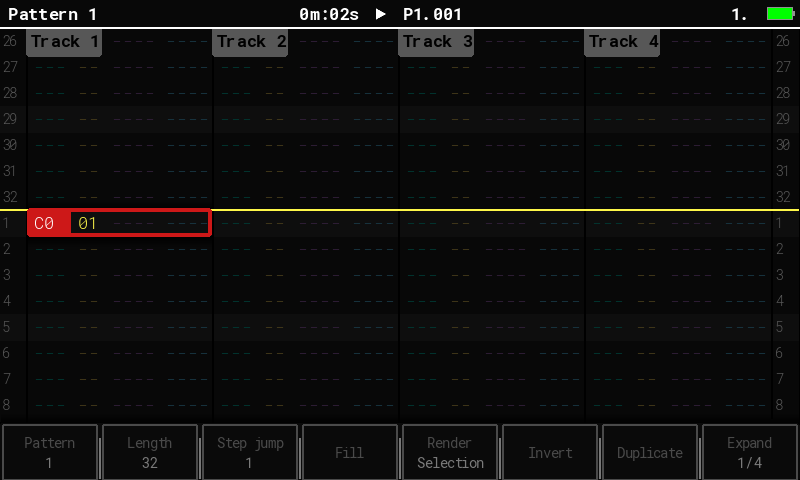 Pattern 1 0m:02s ▶ P1.001 1.
26 Track 1 Track 2 Track 3 Track 4 26
27 --- -- ---- ---- --- -- ---- ---- --- -- ---- ---- --- -- ---- ---- 27
28 --- -- ---- ---- --- -- ---- ---- --- -- ---- ---- --- -- ---- ---- 28
29 --- -- ---- ---- --- -- ---- ---- --- -- ---- ---- --- -- ---- ---- 29
30 --- -- ---- ---- --- -- ---- ---- --- -- ---- ---- --- -- ---- ---- 30
31 --- -- ---- ---- --- -- ---- ---- --- -- ---- ---- --- -- ---- ---- 31
32 --- -- ---- ---- --- -- ---- ---- --- -- ---- ---- --- -- ---- ---- 32
1 C0 01 --- -- ---- ---- --- -- ---- ---- --- -- ---- ---- 1
2 --- -- ---- ---- --- -- ---- ---- --- -- ---- ---- --- -- ---- ---- 2
3 --- -- ---- ---- --- -- ---- ---- --- -- ---- ---- --- -- ---- ---- 3
4 --- -- ---- ---- --- -- ---- ---- --- -- ---- ---- --- -- ---- ---- 4
5 --- -- ---- ---- --- -- ---- ---- --- -- ---- ---- --- -- ---- ---- 5
6 --- -- ---- ---- --- -- ---- ---- --- -- ---- ---- --- -- ---- ---- 6
7 --- -- ---- ---- --- -- ---- ---- --- -- ---- ---- --- -- ---- ---- 7
8 --- -- ---- ---- --- -- ---- ---- --- -- ---- ---- --- -- ---- ---- 8
Pattern Length Step jump Fill Render Invert Duplicate Expand
1 32 1 Selection 1/4